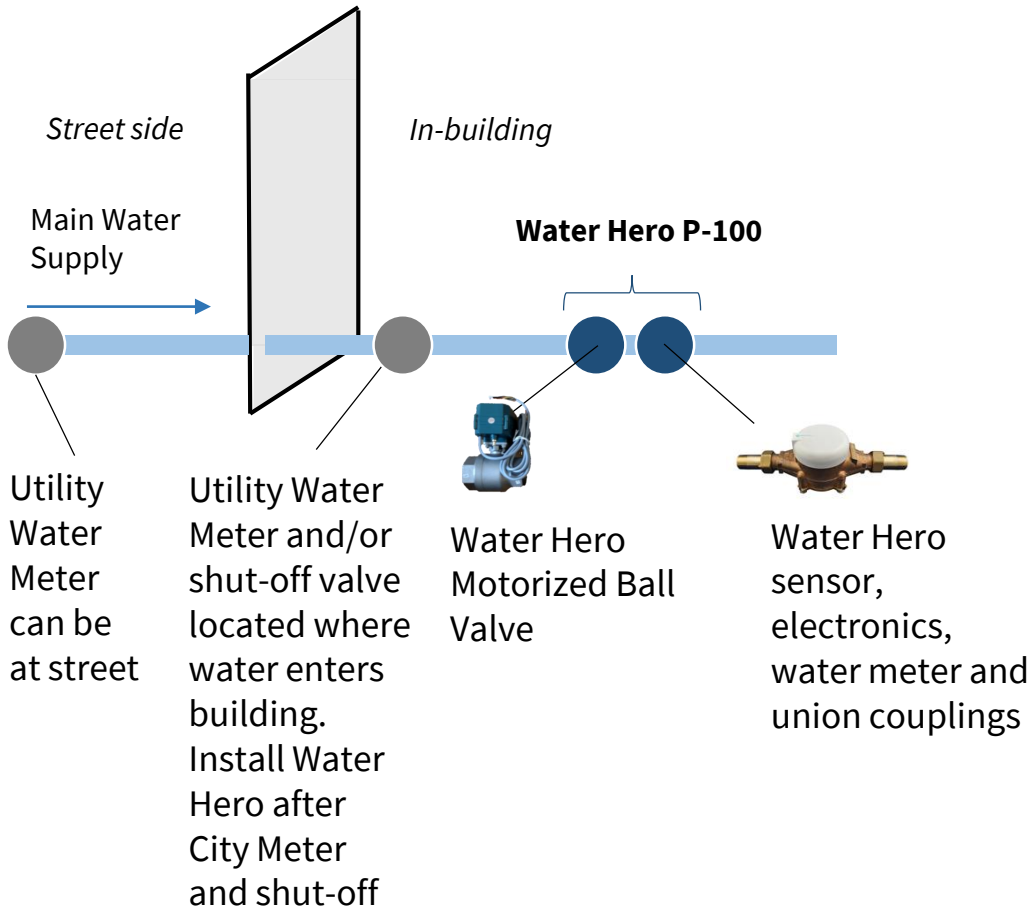 Street side
In-building
Main Water
Supply
Water Hero P-100
Utility
Water
Meter
can be
at street
Utility Water
Meter and/or
shut-off valve
located where
water enters
building.
Install Water
Hero after
City Meter
and shut-off
Water Hero
Motorized Ball
Valve
Water Hero
sensor,
electronics,
water meter and
union couplings